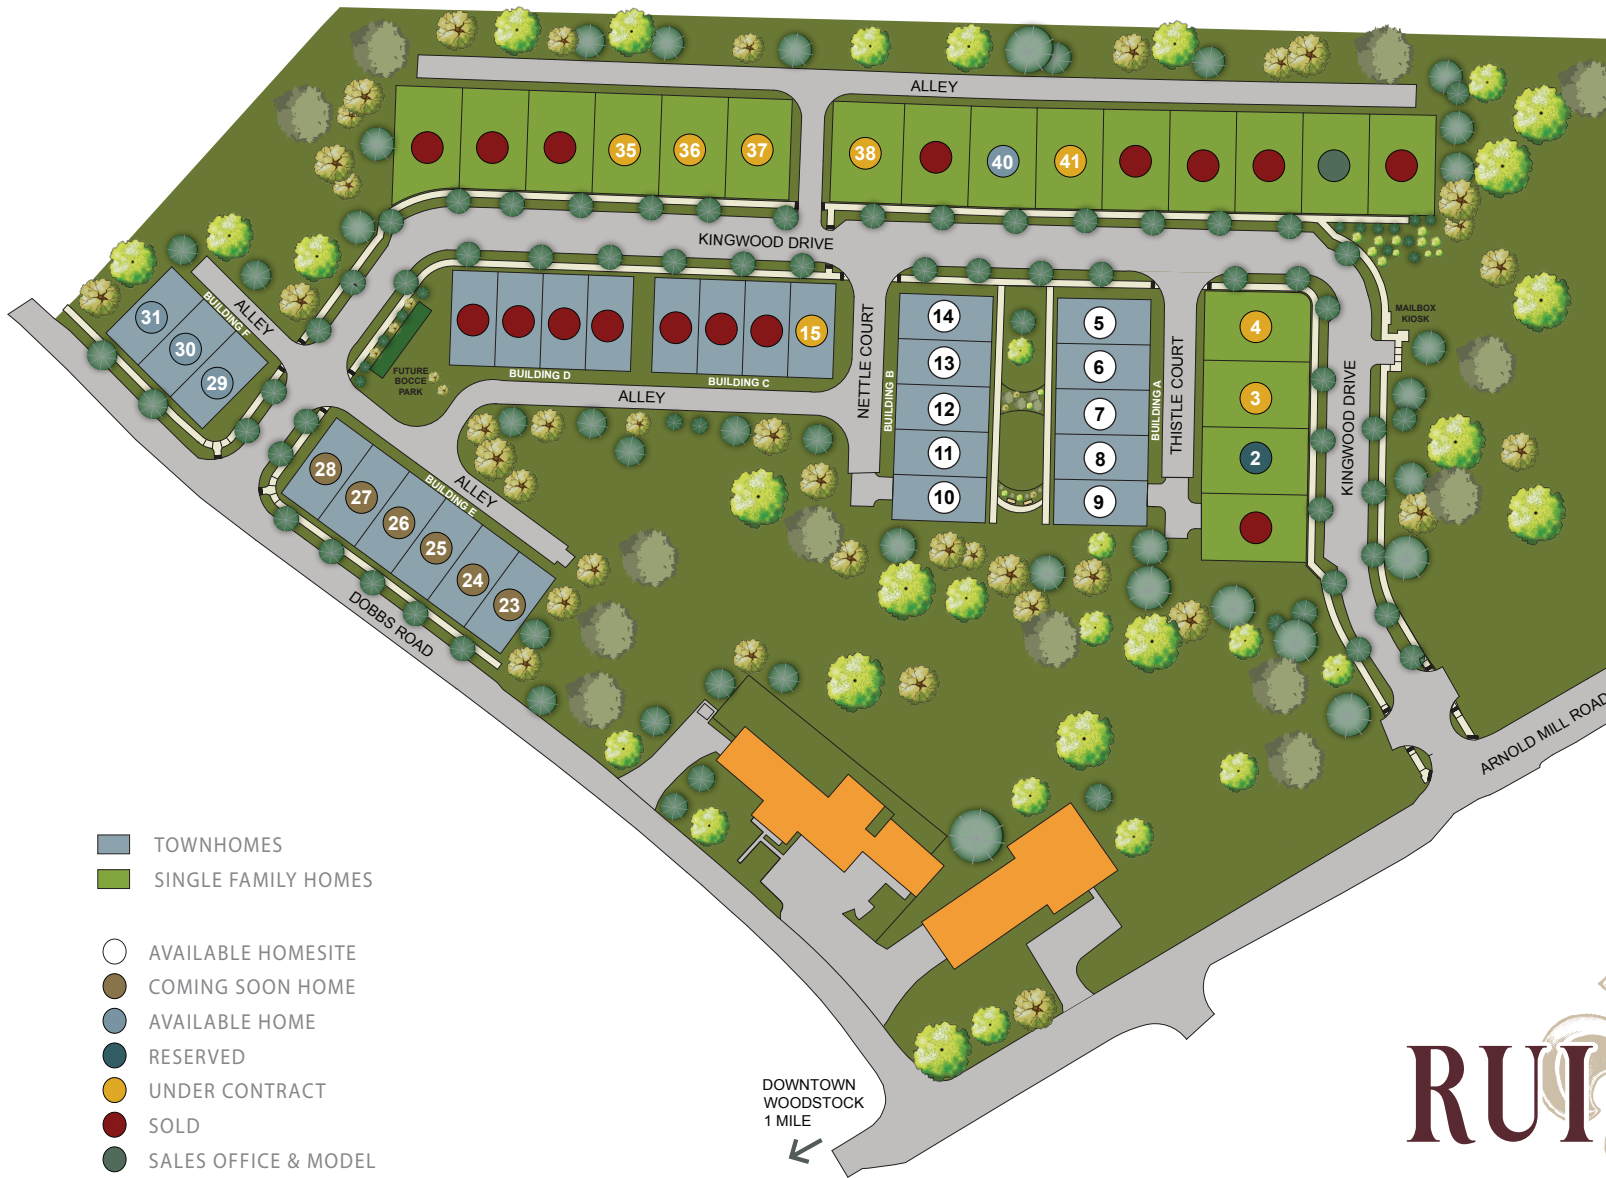 ALLEY
35
36
37
38
40
41
KINGWOOD DRIVE
31
30
29
BUILDING F
ALLEY
FUTURE
BOCCE
PARK
BUILDING D
15
BUILDING C
ALLEY
NETTLE COURT
BUILDING B
14
13
12
11
10
5
6
7
8
9
BUILDING A
THISTLE COURT
4
3
2
KINGWOOD DRIVE
MAILBOX
KIOSK
28
27
26
25
24
23
BUILDING E
ALLEY
DOBBS ROAD
ARNOLD MILL ROAD
TOWNHOMES
SINGLE FAMILY HOMES
AVAILABLE HOMESITE
COMING SOON HOME
AVAILABLE HOME
RESERVED
UNDER CONTRACT
SOLD
SALES OFFICE & MODEL
DOWNTOWN
WOODSTOCK
1 MILE
RUI